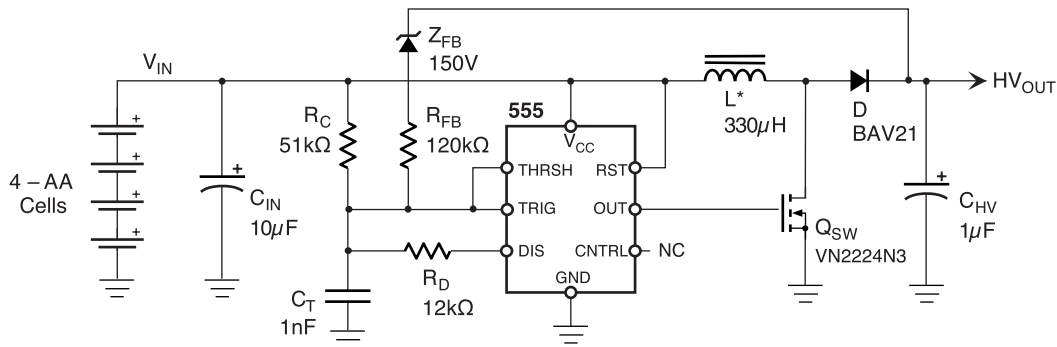 Z_FB
150V
V_IN
HV_OUT
R_C
51kΩ
R_FB
120kΩ
555
V_CC
L*
330µH
D
BAV21
THRSH
RST
4 – AA
Cells
+
+
+
+
+
C_IN
10µF
TRIG
OUT
+
C_HV
1µF
Q_SW
VN2224N3
DIS
CNTRL
NC
R_D
12kΩ
GND
C_T
1nF